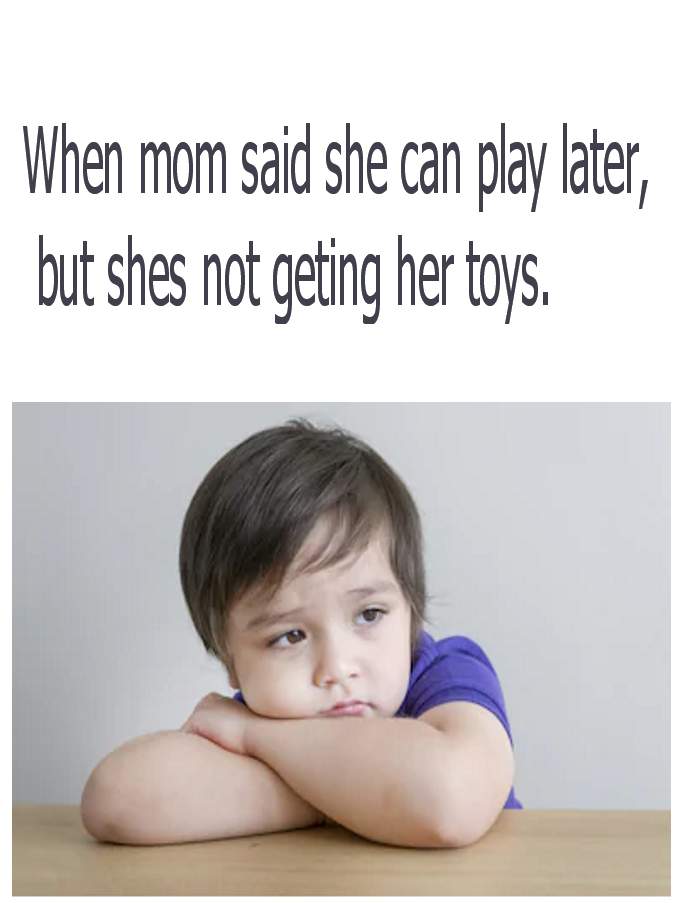 When mom said she can play later,
but shes not geting her toys.